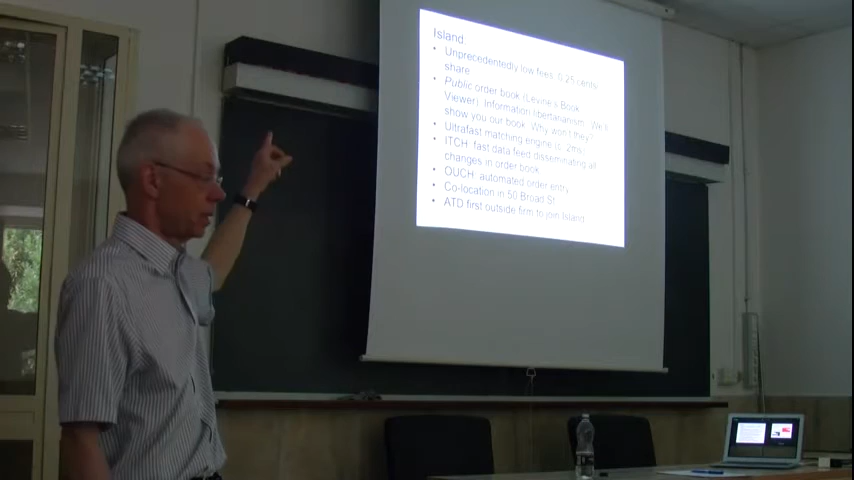 Island:
• Unprecedentedly low fees: 0.25 cents/
share
• Public order book (Levine's Book
Viewer). Information libertarianism: We'll
show you our book. Why won't they?
• Ultrafast matching engine (c. 2ms)
• ITCH: fast data feed disseminating all
changes in order book
• OUCH: automated order entry
• Co-location in 50 Broad St
• ATD first outside firm to join Island